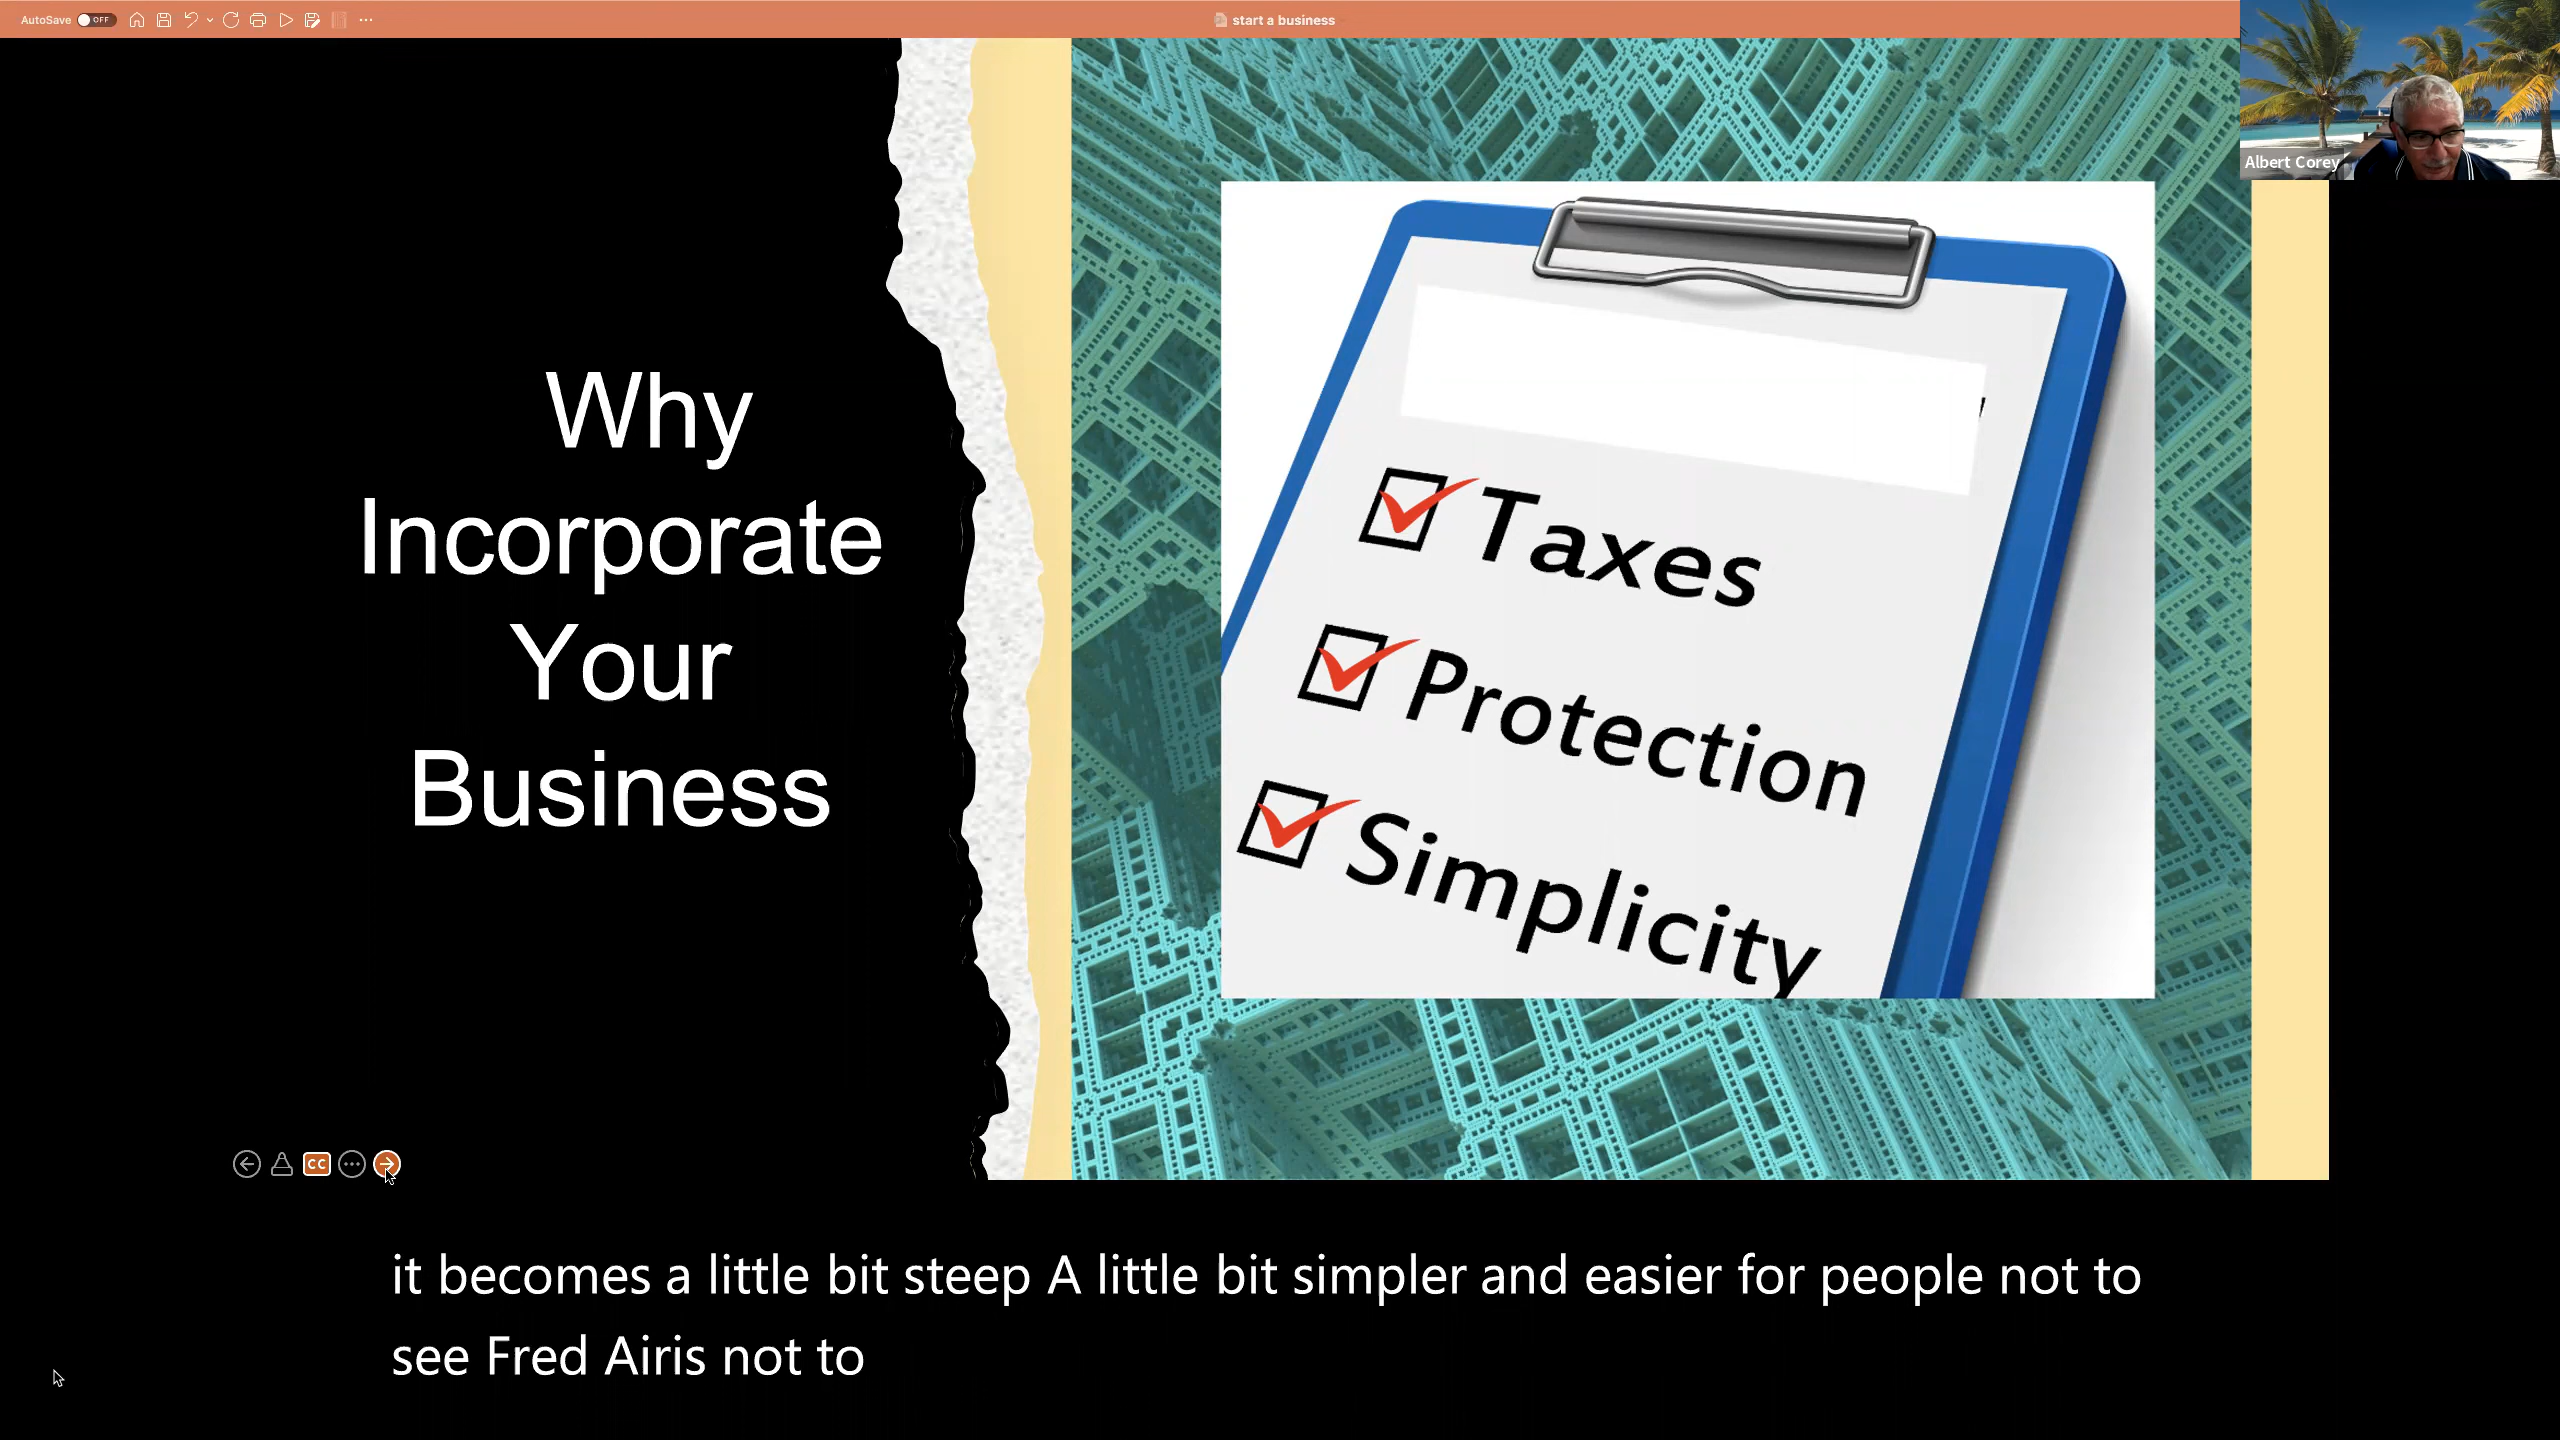 AutoSave OFF
start a business
Albert Corey
Why
Incorporate
Your
Business
Taxes
Protection
Simplicity
CC
it becomes a little bit steep A little bit simpler and easier for people not to
see Fred Airis not to